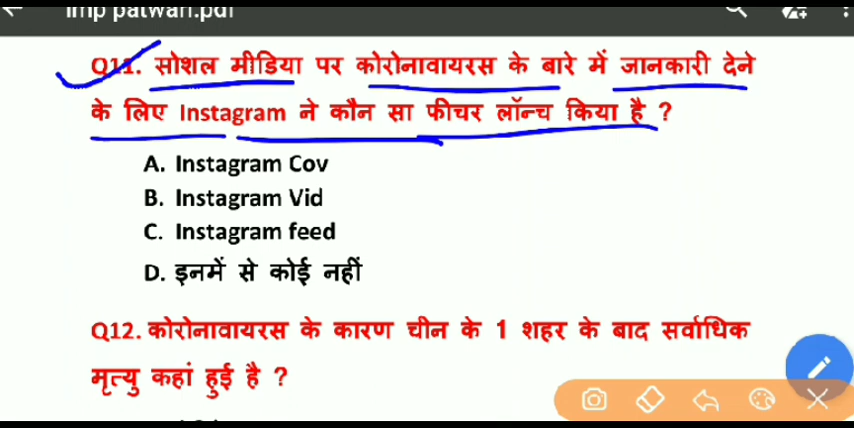 imp patwari.pdf
Q11. सोशल मीडिया पर कोरोनावायरस के बारे में जानकारी देने
के लिए Instagram ने कौन सा फीचर लॉन्च किया है ?
A. Instagram Cov
B. Instagram Vid
C. Instagram feed
D. इनमें से कोई नहीं
Q12. कोरोनावायरस के कारण चीन के 1 शहर के बाद सर्वाधिक
मृत्यु कहां हुई है ?